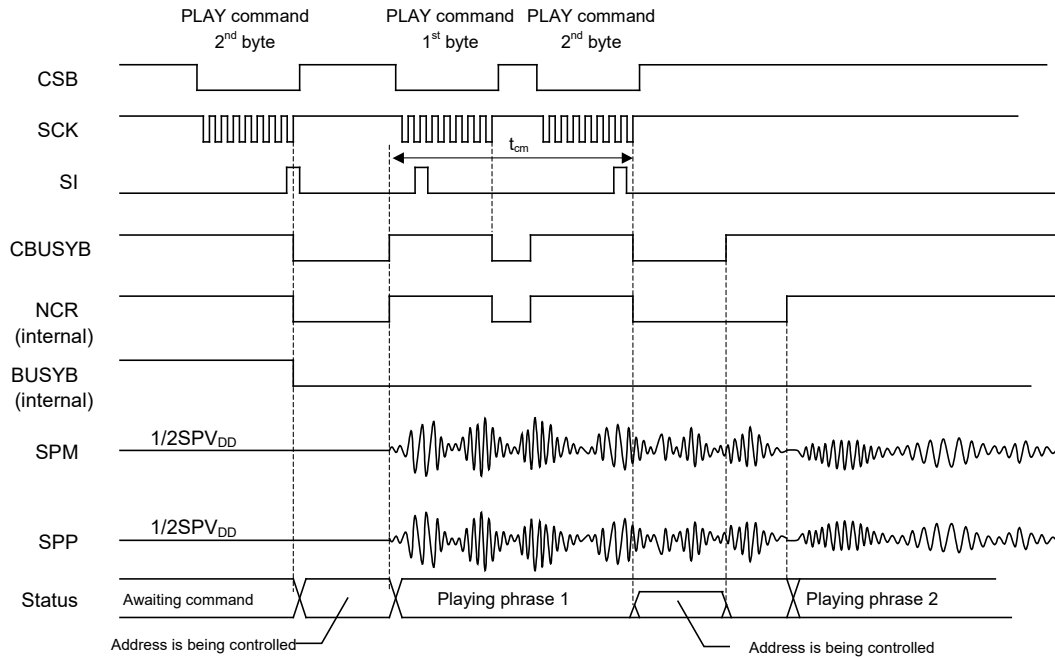 PLAY command
2nd byte
PLAY command
1st byte
PLAY command
2nd byte
CSB
SCK
tcm
SI
CBUSYB
NCR
(internal)
BUSYB
(internal)
1/2SPVDD
SPM
1/2SPVDD
SPP
Status
Awaiting command
Playing phrase 1
Playing phrase 2
Address is being controlled
Address is being controlled